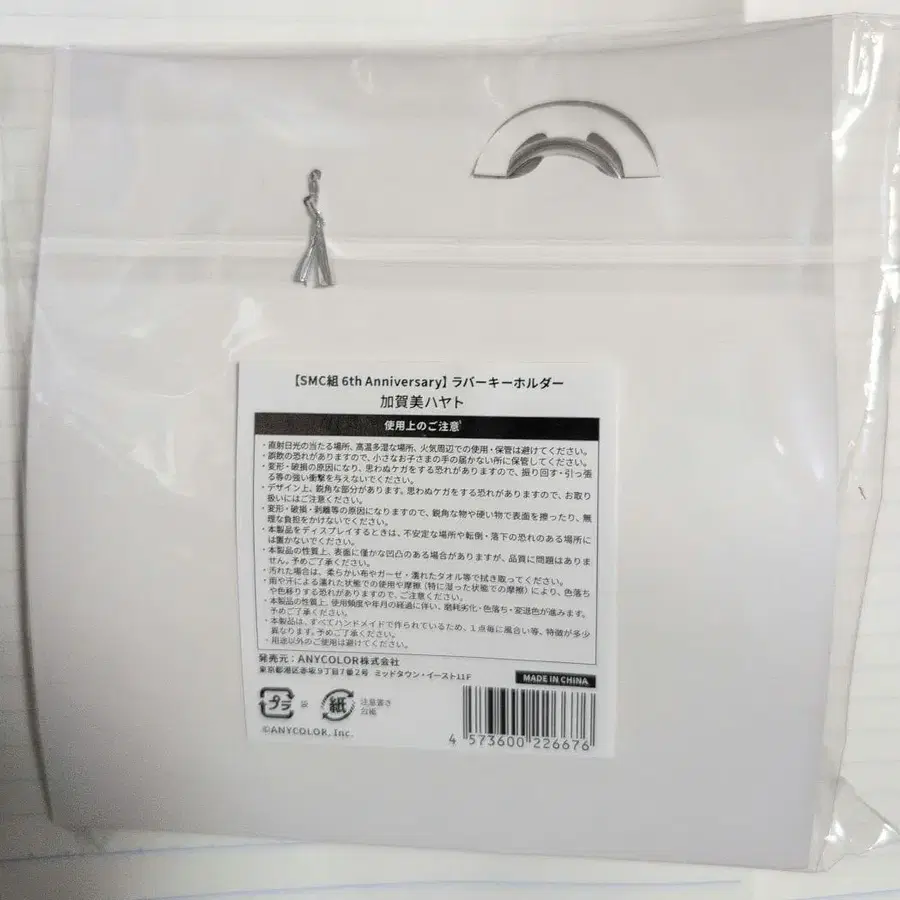 【SMC組 6th Anniversary】ラバーキーホルダー
加賀美ハヤト
使用上のご注意
・直射日光の当たる場所、高温多湿な場所、火気周辺での使用・保管は避けてください。
・誤飲の恐れがありますので、小さなお子さまの手の届かない所に保管してください。
・変形・破損の原因になり、思わぬケガをする恐れがありますので、振り回す・引っ張
る等の強い衝撃を与えないでください。
・デザイン上、鋭角な部分があります。思わぬケガをする恐れがありますので、お取り
扱いにはご注意ください。
・変形・破損・剥離等の原因になりますので、鋭角な物や硬い物で表面を擦ったり、無
理な負担をかけないでください。
・本製品をディスプレイするときは、不安定な場所や転倒・落下の恐れのある場所に
は置かないでください。
・本製品の性質上、表面に僅かな凹凸のある場合がありますが、品質に問題はありま
せん。予めご了承ください。
・汚れた場合は、柔らかい布やガーゼ・濡れたタオル等で拭き取ってください。
・雨や汗による濡れた状態での使用や摩擦(特に湿った状態での摩擦)により、色落ち
や色移りする恐れがありますので、ご注意ください。
・本製品の性質上、使用頻度や年月の経過に伴い、磨耗劣化・色落ち・変退色が進みます。
予めご了承ください。
・本製品は、すべてハンドメイドで作られているため、1点毎に風合い等、特徴が多少
異なります。予めご了承ください。
・用途以外のご使用は避けてください。
発売元:ANYCOLOR株式会社
東京都港区赤坂9丁目7番2号 ミッドタウン・イースト11F
MADE IN CHINA
プラ 袋 紙 注意書き
台紙
©ANYCOLOR, Inc.
4 573600 226676